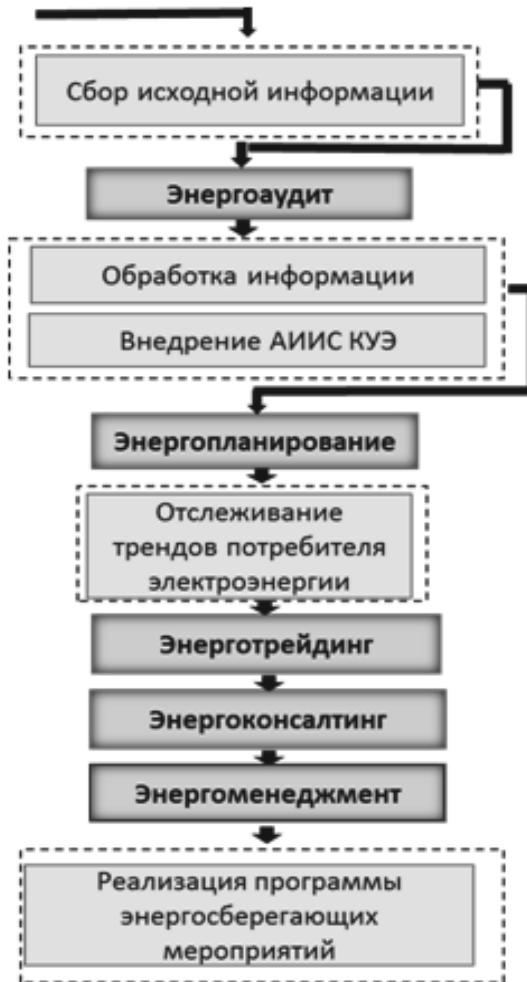 Сбор исходной информации
Энергоаудит
Обработка информации
Внедрение АИИС КУЭ
Энергопланирование
Отслеживание
трендов потребителя
электроэнергии
Энерготрейдинг
Энергоконсалтинг
Энергоменеджмент
Реализация программы
энергосберегающих
мероприятий